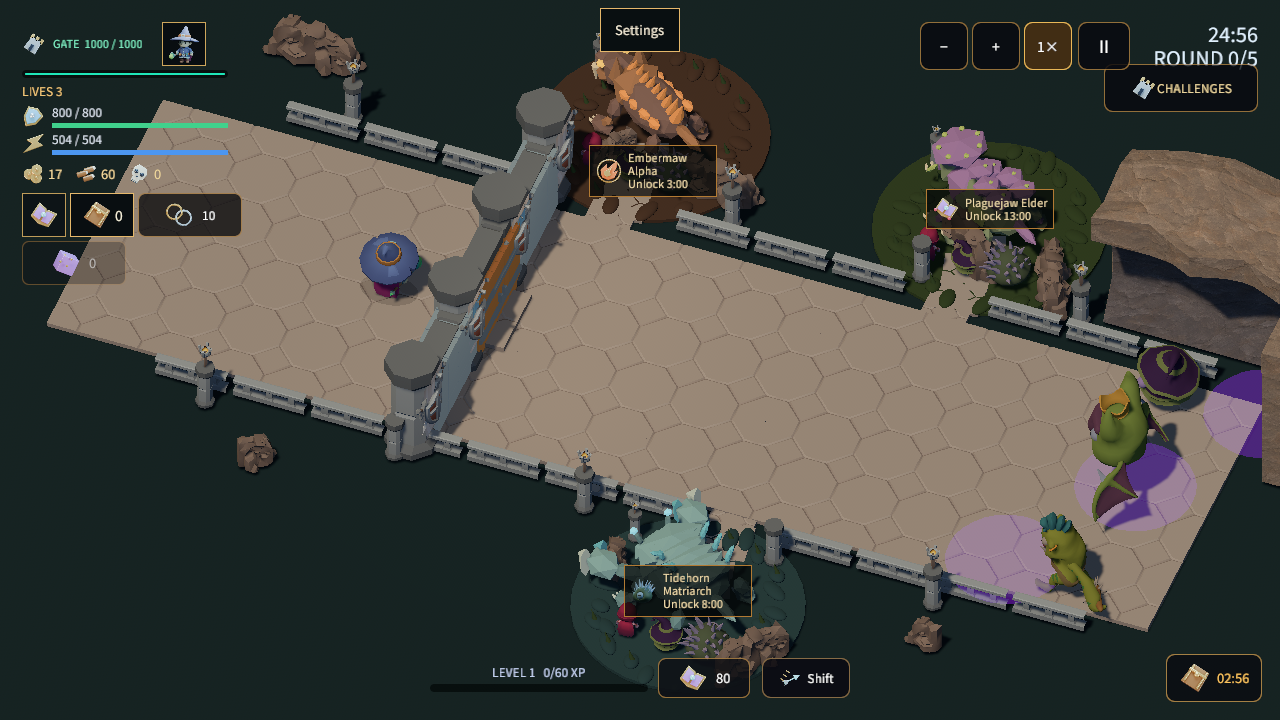 Settings
GATE 1000 / 1000
LIVES 3
800 / 800
504 / 504
17 60 0
0
10
0
− + 1× II
24:56
ROUND 0/5
CHALLENGES
Embermaw
Alpha
Unlock 3:00
Plaguejaw Elder
Unlock 13:00
Tidehorn
Matriarch
Unlock 8:00
LEVEL 1 0/60 XP
80
Shift
02:56